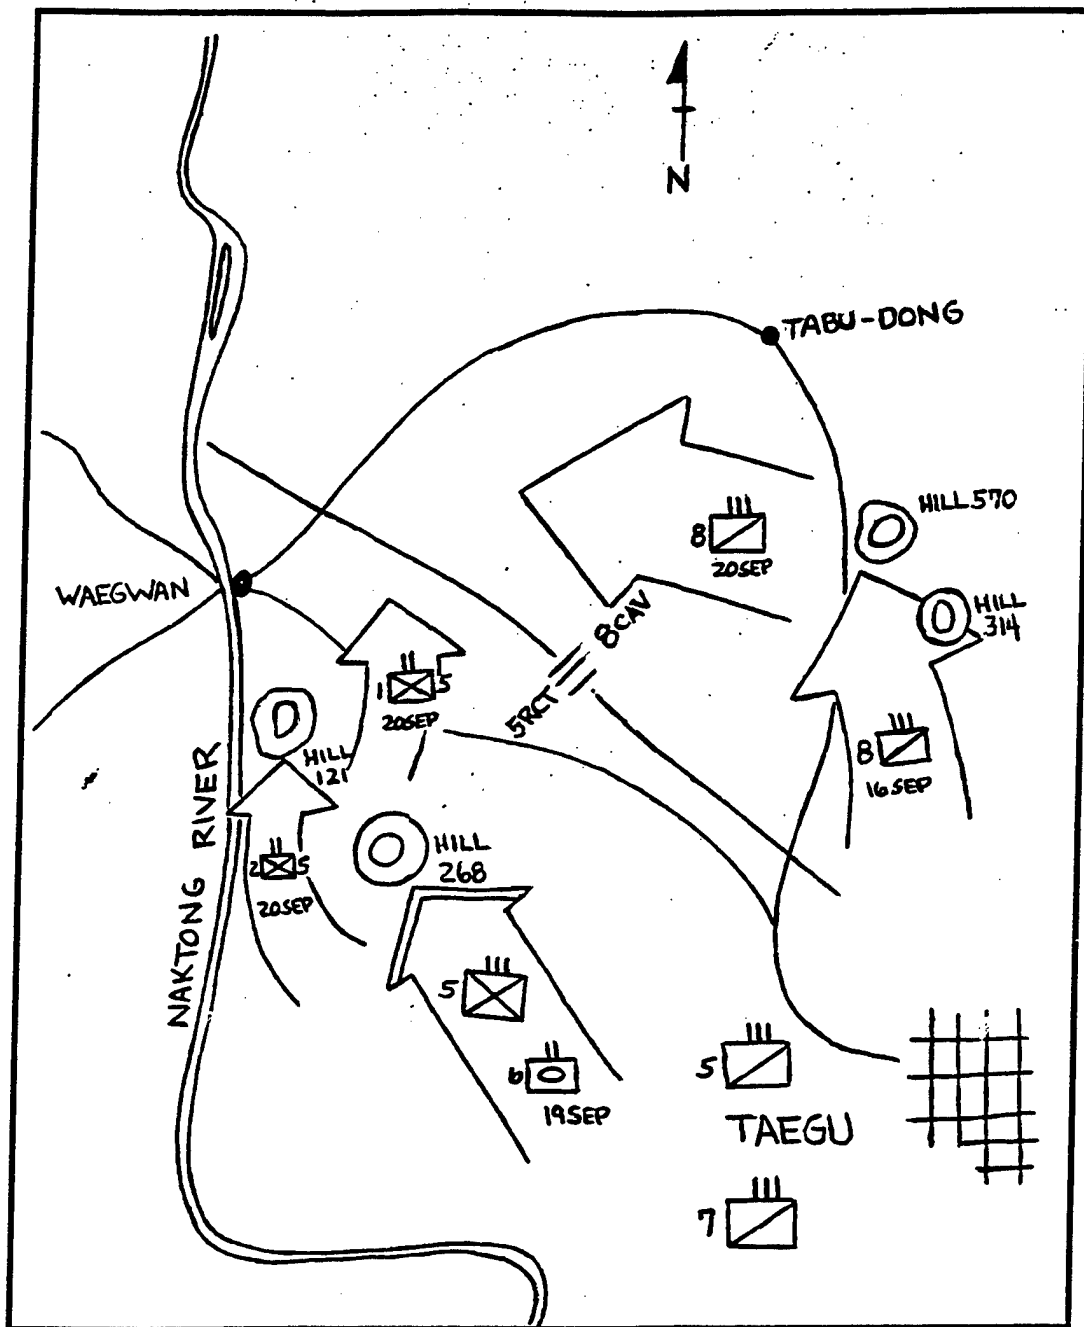 N
TABU-DONG
HILL 570
8
20SEP
WAEGWAN
HILL
314
8CAV
5RCT
1 5
20SEP
8
16SEP
HILL
121
NAKTONG RIVER
HILL
268
2 5
20SEP
5
6
19SEP
5
TAEGU
7